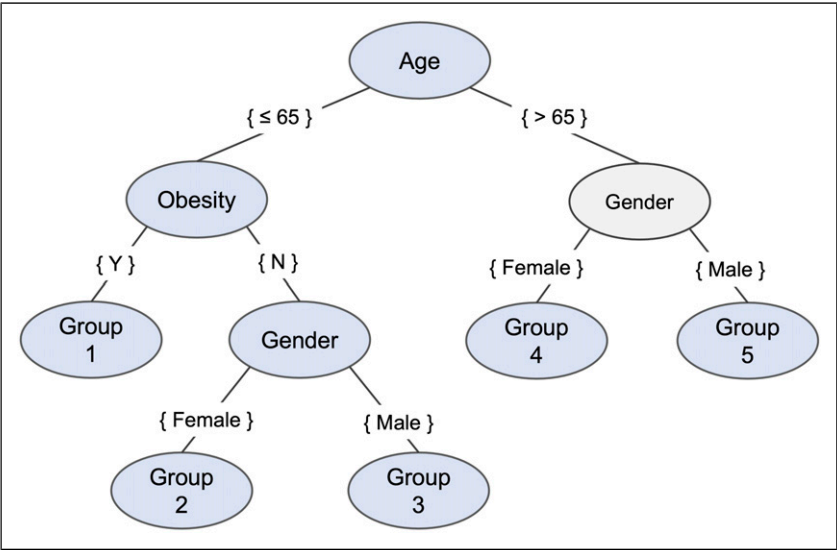 Age
{ ≤ 65 }
{ > 65 }
Obesity
Gender
{ Y }
{ N }
{ Female }
{ Male }
Group
1
Gender
Group
4
Group
5
{ Female }
{ Male }
Group
2
Group
3